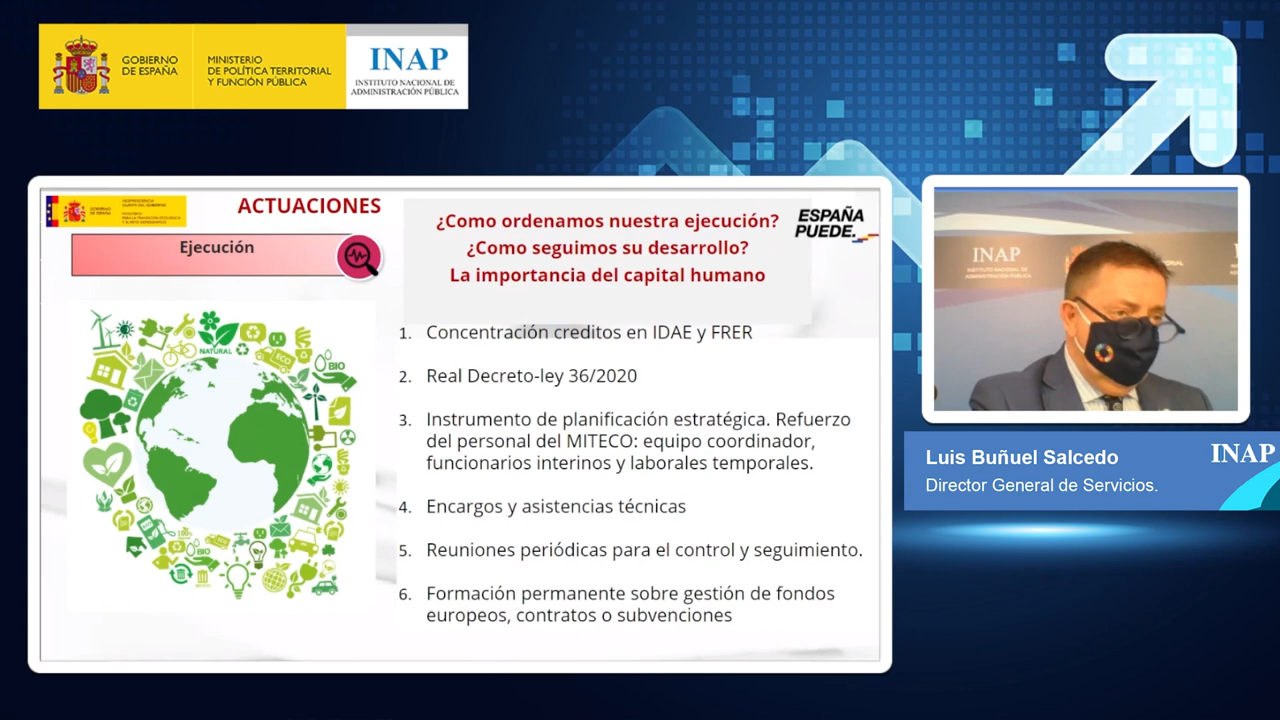 GOBIERNO
DE ESPAÑA
MINISTERIO
DE POLÍTICA TERRITORIAL
Y FUNCIÓN PÚBLICA
INAP
INSTITUTO NACIONAL DE
ADMINISTRACIÓN PÚBLICA
ACTUACIONES
Ejecución
¿Como ordenamos nuestra ejecución?
¿Como seguimos su desarrollo?
La importancia del capital humano
ESPAÑA
PUEDE.
NATURAL
ECO
BIO
100%
BIO
1. Concentración creditos en IDAE y FRER
2. Real Decreto-ley 36/2020
3. Instrumento de planificación estratégica. Refuerzo
del personal del MITECO: equipo coordinador,
funcionarios interinos y laborales temporales.
4. Encargos y asistencias técnicas
5. Reuniones periódicas para el control y seguimiento.
6. Formación permanente sobre gestión de fondos
europeos, contratos o subvenciones
INAP
Luis Buñuel Salcedo
Director General de Servicios.
INAP